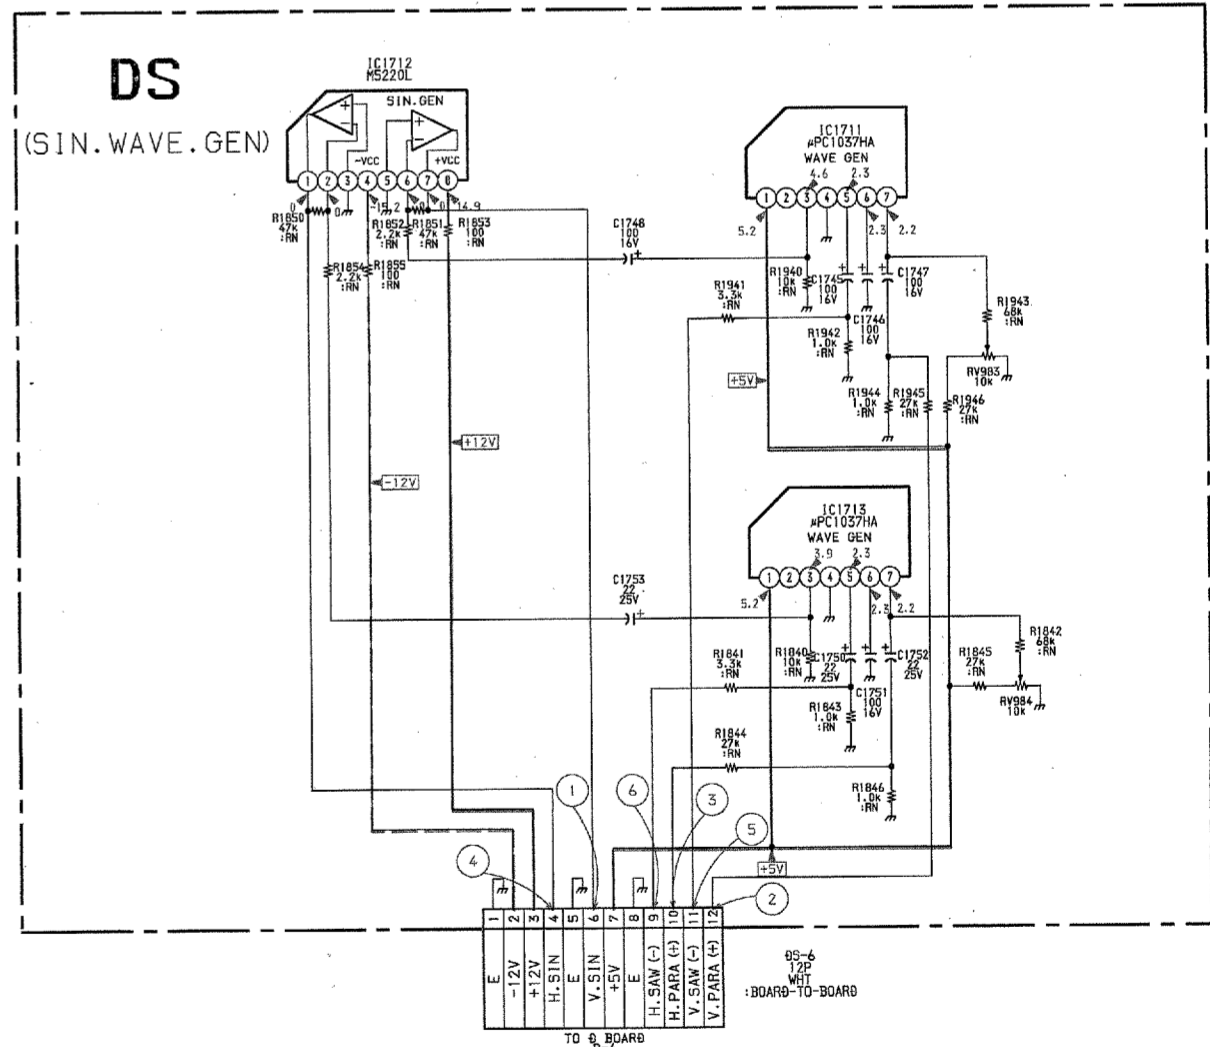 DS
(SIN.WAVE.GEN)
IC1712
M5220L
SIN.GEN
-VCC
+VCC
1 2 3 4 5 6 7 8
0
0
-15.2
0
0
14.9
R1850
47k
:RN
R1852
2.2k
:RN
R1851
47k
:RN
R1853
100
:RN
R1854
2.2k
:RN
R1855
100
:RN
C1748
100
16V
IC1711
μPC1037HA
WAVE GEN
4.6
2.3
1 2 3 4 5 6 7
5.2
2.3
2.2
R1940
10k
:RN
C1745
100
16V
C1747
100
16V
R1941
3.3k
:RN
C1746
100
16V
R1942
1.0k
:RN
R1943
68k
:RN
RV983
10k
+5V
R1944
1.0k
:RN
R1945
27k
:RN
R1946
27k
:RN
+12V
-12V
IC1713
μPC1037HA
WAVE GEN
3.9
2.3
1 2 3 4 5 6 7
5.2
2.3
2.2
C1753
22
25V
R1840
10k
:RN
C1750
22
25V
C1752
22
25V
R1841
3.3k
:RN
C1751
100
16V
R1843
1.0k
:RN
R1842
68k
:RN
R1845
27k
:RN
RV984
10k
R1844
27k
:RN
R1846
1.0k
:RN
1
6
3
5
4
2
+5V
1 2 3 4 5 6 7 8 9 10 11 12
E
-12V
+12V
H.SIN
E
V.SIN
+5V
E
H.SAW (-)
H.PARA (+)
V.SAW (-)
V.PARA (+)
DS-6
12P
WHT
:BOARD-TO-BOARD
TO D BOARD